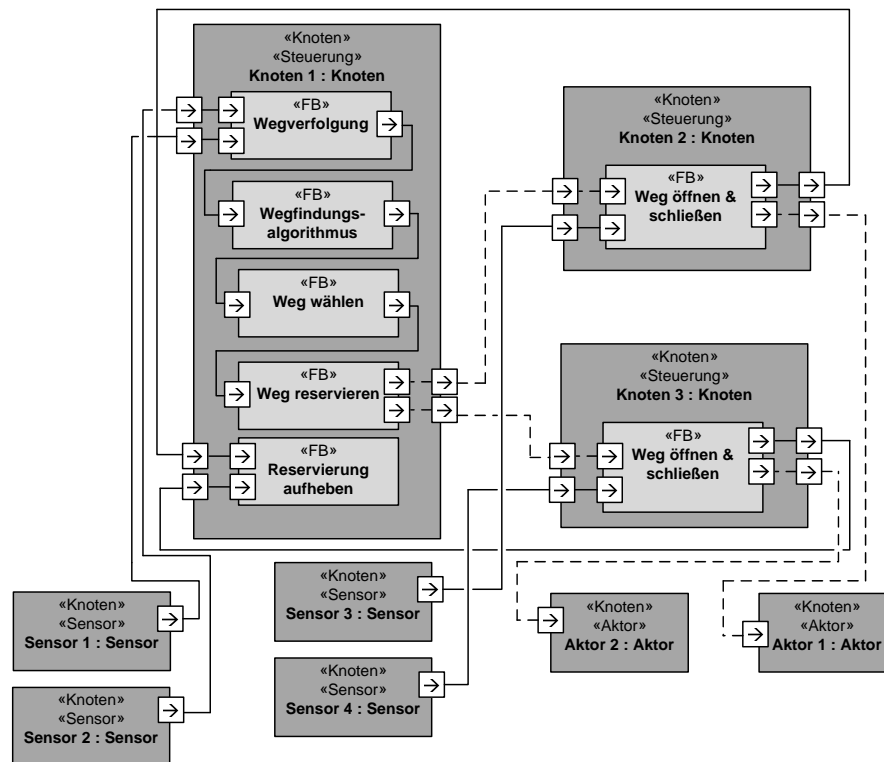 «Knoten»
«Steuerung»
Knoten 1 : Knoten
«FB»
Wegverfolgung
«FB»
Wegfindungs-
algorithmus
«FB»
Weg wählen
«FB»
Weg reservieren
«FB»
Reservierung
aufheben
«Knoten»
«Steuerung»
Knoten 2 : Knoten
«FB»
Weg öffnen &
schließen
«Knoten»
«Steuerung»
Knoten 3 : Knoten
«FB»
Weg öffnen &
schließen
«Knoten»
«Sensor»
Sensor 1 : Sensor
«Knoten»
«Sensor»
Sensor 2 : Sensor
«Knoten»
«Sensor»
Sensor 3 : Sensor
«Knoten»
«Sensor»
Sensor 4 : Sensor
«Knoten»
«Aktor»
Aktor 2 : Aktor
«Knoten»
«Aktor»
Aktor 1 : Aktor